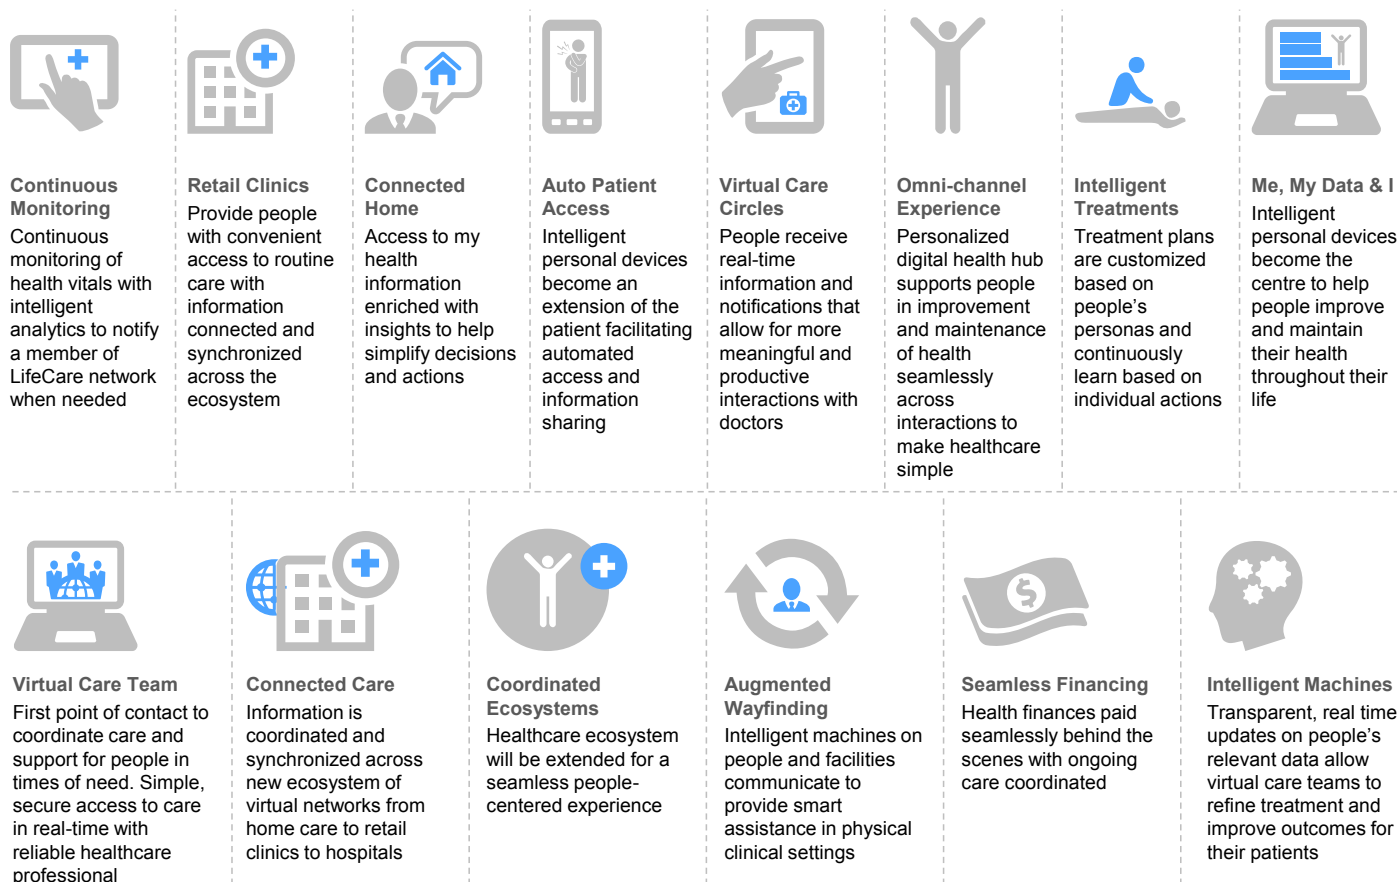 Continuous
Monitoring
Continuous
monitoring of
health vitals with
intelligent
analytics to notify
a member of
LifeCare network
when needed
Retail Clinics
Provide people
with convenient
access to routine
care with
information
connected and
synchronized
across the
ecosystem
Connected
Home
Access to my
health
information
enriched with
insights to help
simplify decisions
and actions
Auto Patient
Access
Intelligent
personal devices
become an
extension of the
patient facilitating
automated
access and
information
sharing
Virtual Care
Circles
People receive
real-time
information and
notifications that
allow for more
meaningful and
productive
interactions with
doctors
Omni-channel
Experience
Personalized
digital health hub
supports people
in improvement
and maintenance
of health
seamlessly
across
interactions to
make healthcare
simple
Intelligent
Treatments
Treatment plans
are customized
based on
people’s
personas and
continuously
learn based on
individual actions
Me, My Data & I
Intelligent
personal devices
become the
centre to help
people improve
and maintain
their health
throughout their
life
Virtual Care Team
First point of contact to
coordinate care and
support for people in
times of need. Simple,
secure access to care
in real-time with
reliable healthcare
professional
Connected Care
Information is
coordinated and
synchronized across
new ecosystem of
virtual networks from
home care to retail
clinics to hospitals
Coordinated
Ecosystems
Healthcare ecosystem
will be extended for a
seamless people-
centered experience
Augmented
Wayfinding
Intelligent machines on
people and facilities
communicate to
provide smart
assistance in physical
clinical settings
$
Seamless Financing
Health finances paid
seamlessly behind the
scenes with ongoing
care coordinated
Intelligent Machines
Transparent, real time
updates on people’s
relevant data allow
virtual care teams to
refine treatment and
improve outcomes for
their patients